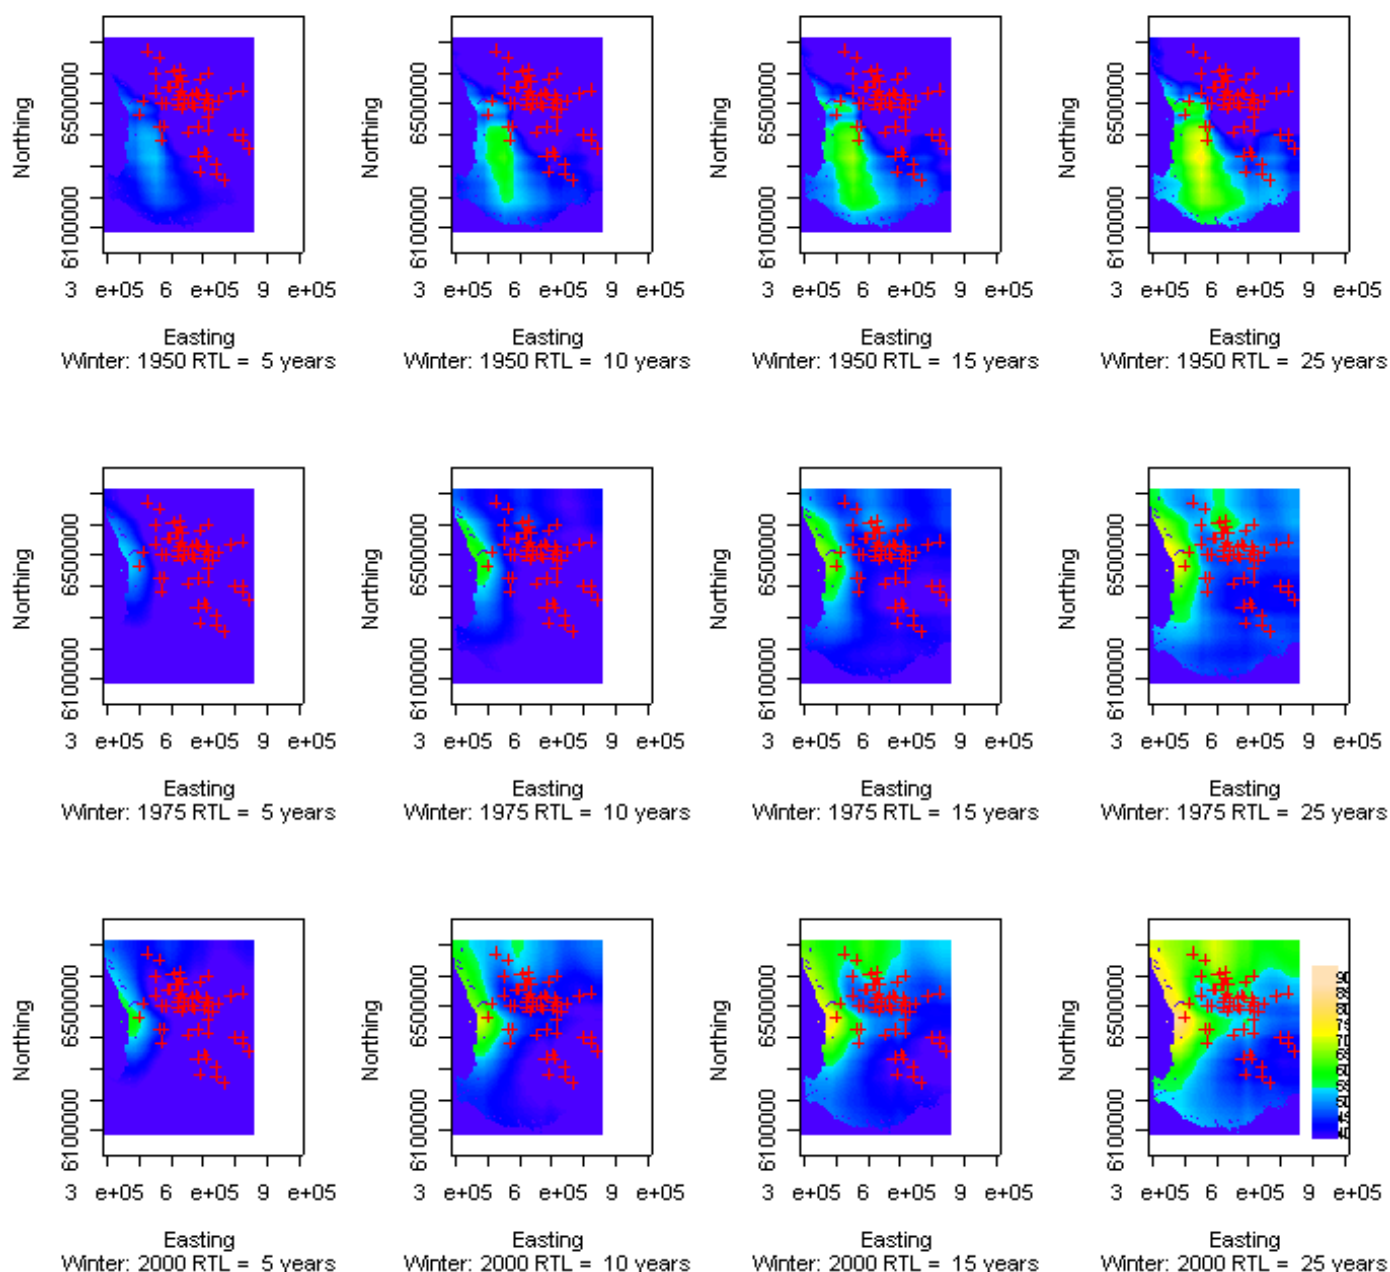 Northing 6500000 6100000 Northing 6500000 6100000 Northing 6500000 6100000 Northing 6500000 6100000
3 e+05 6 e+05 9 e+05 3 e+05 6 e+05 9 e+05 3 e+05 6 e+05 9 e+05 3 e+05 6 e+05 9 e+05
Easting Easting Easting Easting
Winter: 1950 RTL = 5 years Winter: 1950 RTL = 10 years Winter: 1950 RTL = 15 years Winter: 1950 RTL = 25 years
Northing 6500000 6100000 Northing 6500000 6100000 Northing 6500000 6100000 Northing 6500000 6100000
3 e+05 6 e+05 9 e+05 3 e+05 6 e+05 9 e+05 3 e+05 6 e+05 9 e+05 3 e+05 6 e+05 9 e+05
Easting Easting Easting Easting
Winter: 1975 RTL = 5 years Winter: 1975 RTL = 10 years Winter: 1975 RTL = 15 years Winter: 1975 RTL = 25 years
Northing 6500000 6100000 Northing 6500000 6100000 Northing 6500000 6100000 Northing 6500000 6100000
3 e+05 6 e+05 9 e+05 3 e+05 6 e+05 9 e+05 3 e+05 6 e+05 9 e+05 3 e+05 6 e+05 9 e+05
Easting Easting Easting Easting
Winter: 2000 RTL = 5 years Winter: 2000 RTL = 10 years Winter: 2000 RTL = 15 years Winter: 2000 RTL = 25 years